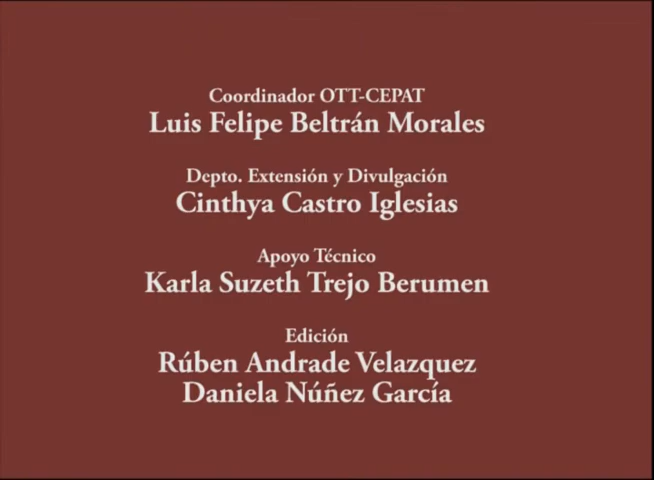 Coordinador OTT-CEPAT
Luis Felipe Beltrán Morales
Depto. Extensión y Divulgación
Cinthya Castro Iglesias
Apoyo Técnico
Karla Suzeth Trejo Berumen
Edición
Rúben Andrade Velazquez
Daniela Núñez García